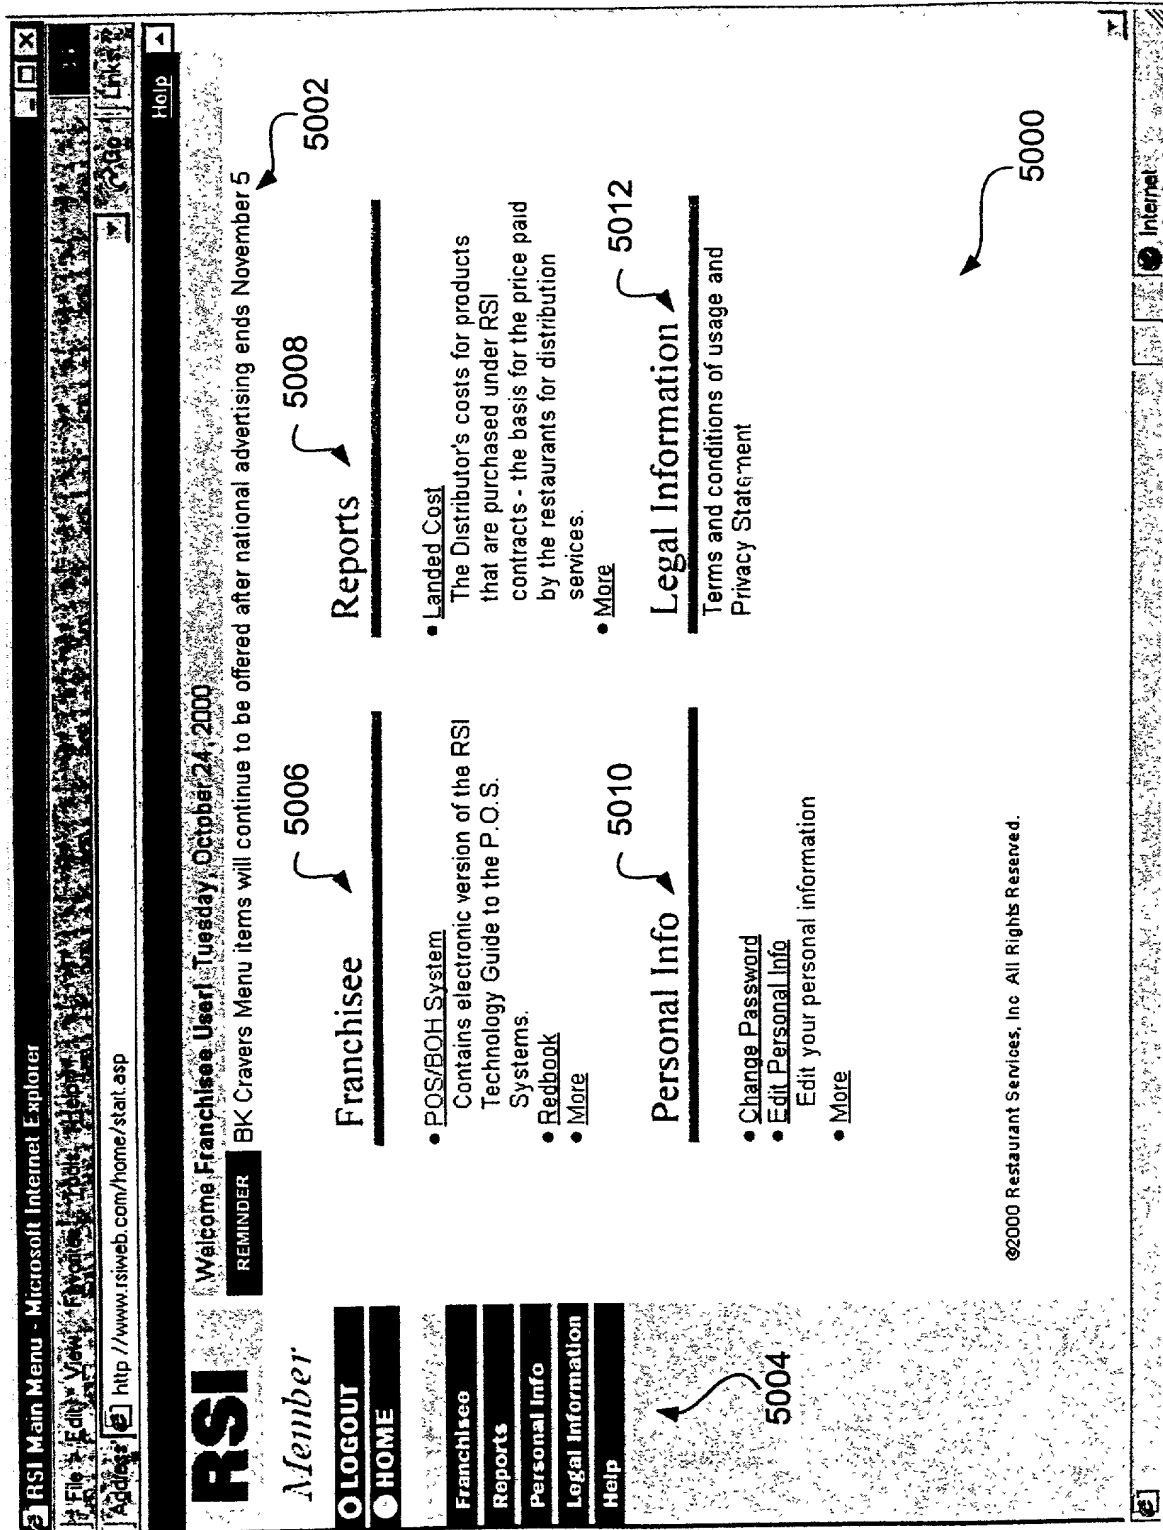 RSI Main Menu - Microsoft Internet Explorer
File Edit View Favorites Tools Help
Address http //www.rsiweb.com/home/start.asp Go Links
Help
RSI
Welcome Franchisee User! Tuesday, October 24, 2000
REMINDER BK Cravers Menu items will continue to be offered after national advertising ends November 5
5002
Member
LOGOUT
HOME
Franchisee
Reports
Personal Info
Legal Information
Help
5004
Franchisee
5006
• POS/BOH System
Contains electronic version of the RSI
Technology Guide to the P.O.S.
Systems.
• Redbook
• More
Reports
5008
• Landed Cost
The Distributor's costs for products
that are purchased under RSI
contracts - the basis for the price paid
by the restaurants for distribution
services.
• More
Personal Info
5010
• Change Password
• Edit Personal Info
Edit your personal information
• More
Legal Information
5012
Terms and conditions of usage and
Privacy Statement
5000
©2000 Restaurant Services, Inc All Rights Reserved.
Internet